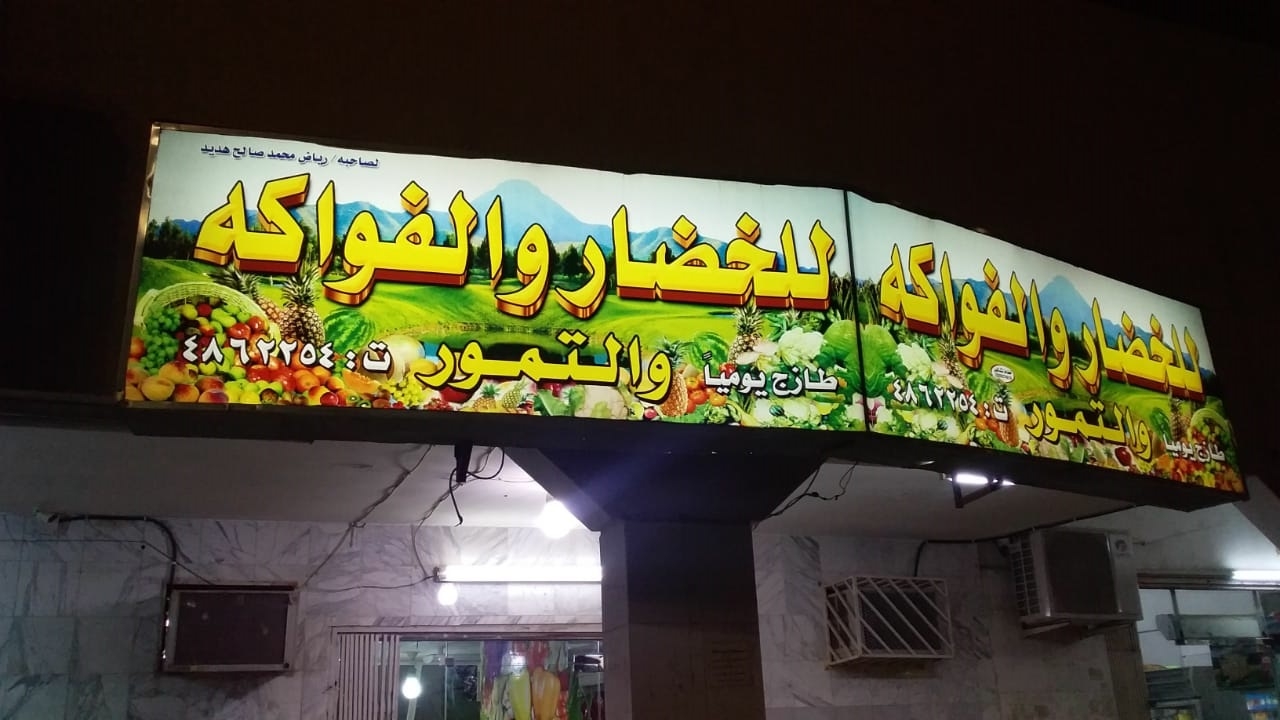 لصاحبه / رياض محمد صالح هديد
للخضار والفواكه
والتمور
طازج يومياً
ت : ٤٨٦٢٢٥٤
للخضار والفواكه
والتمور
طازج يومياً
ت : ٤٨٦٢٢٥٤